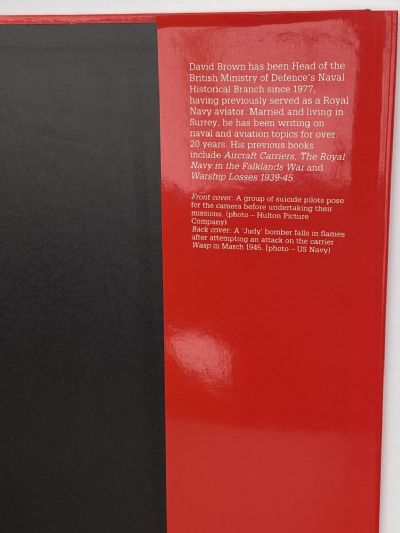 David Brown has been Head of the
British Ministry of Defence's Naval
Historical Branch since 1977,
having previously served as a Royal
Navy aviator. Married and living in
Surrey, he has been writing on
naval and aviation topics for over
20 years. His previous books
include Aircraft Carriers, The Royal
Navy in the Falklands War and
Warship Losses 1939-45.
Front cover: A group of suicide pilots pose
for the camera before undertaking their
missions. (photo – Hulton Picture
Company)
Back cover: A 'Judy' bomber falls in flames
after attempting an attack on the carrier
Wasp in March 1945. (photo – US Navy)